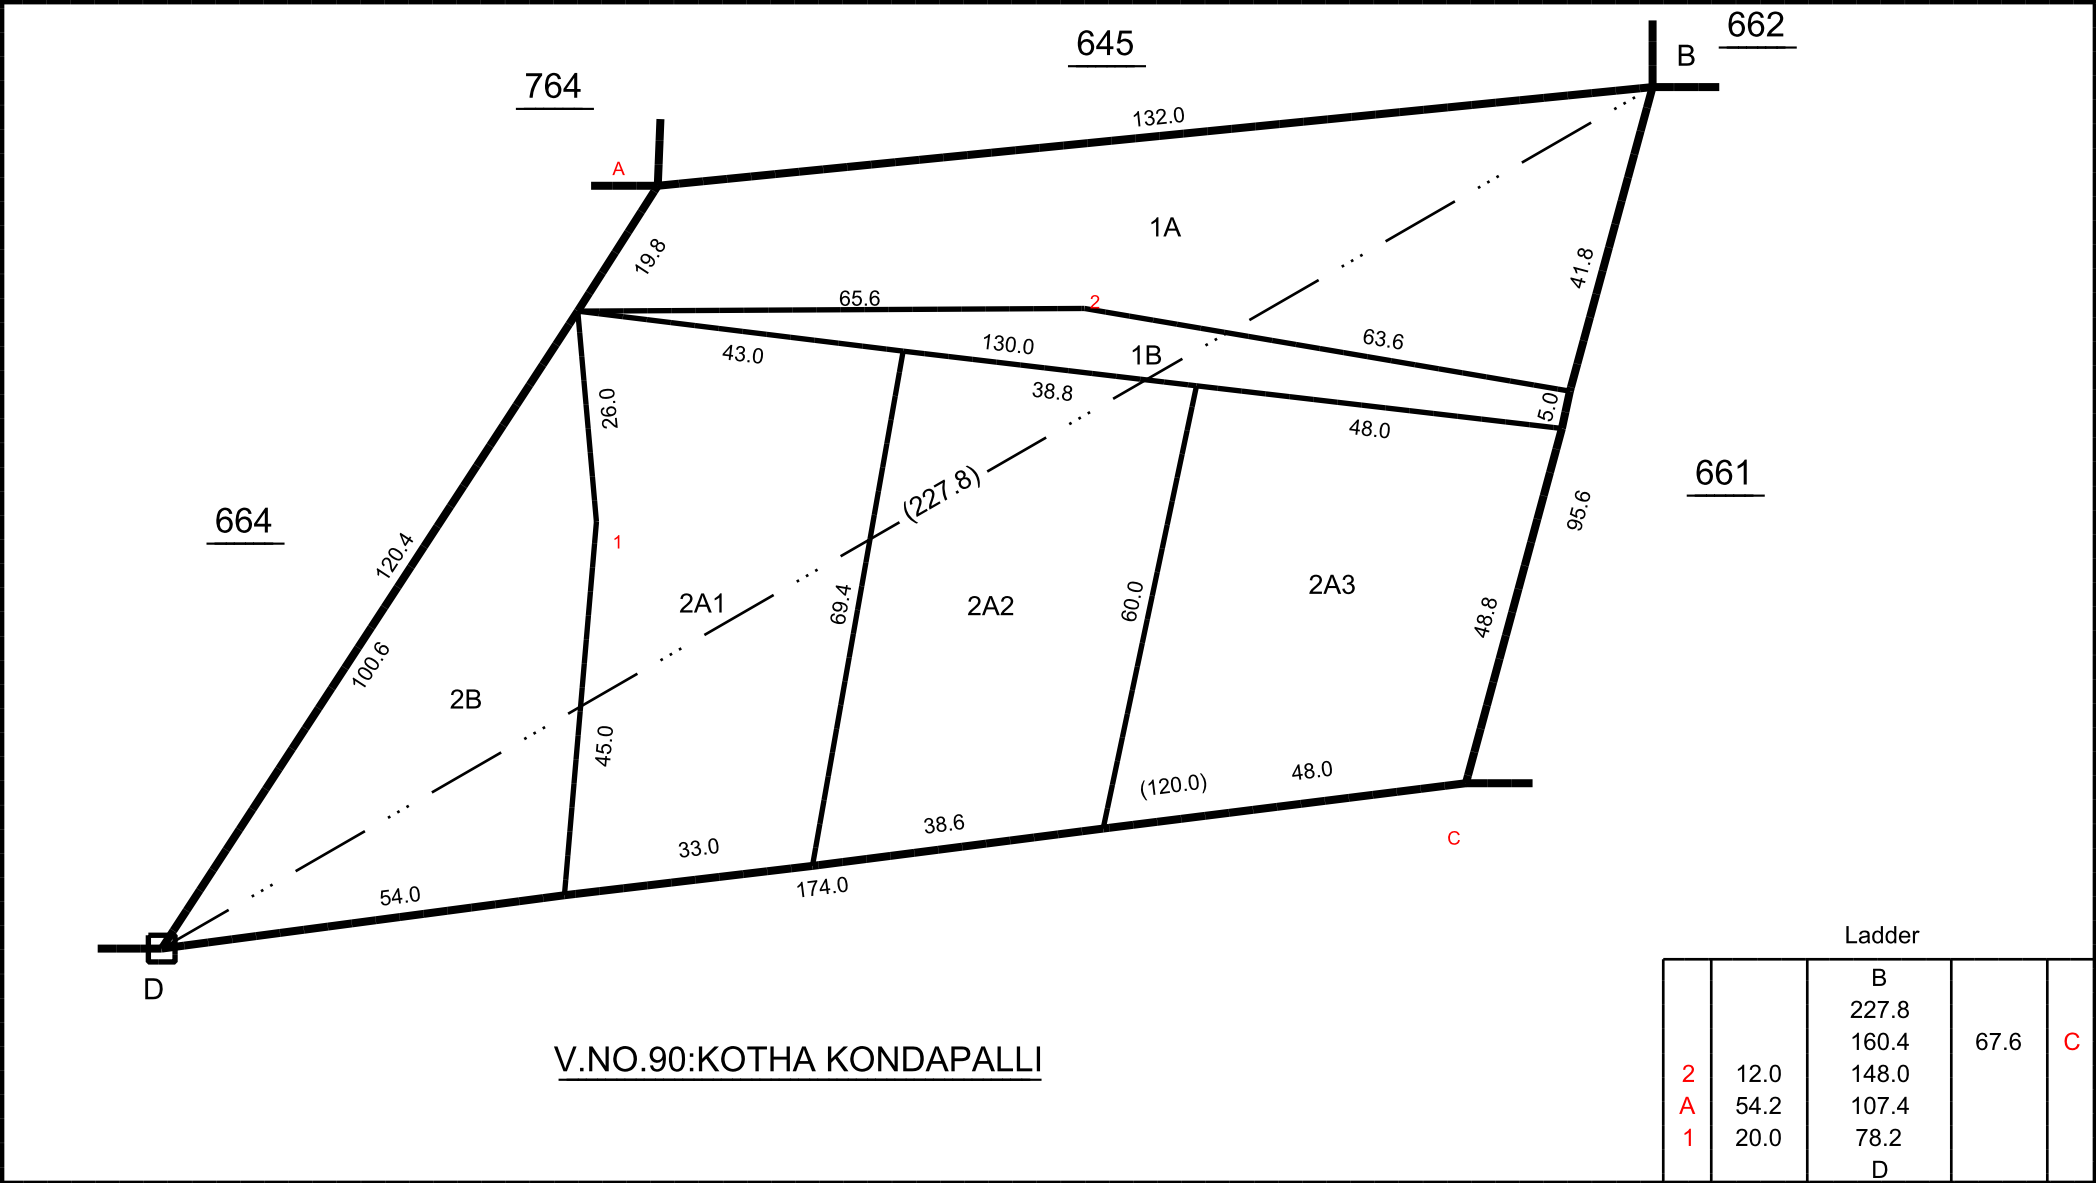 662
B
645
764
132.0
A
1A
19.8
41.8
65.6
2
63.6
130.0
1B
43.0
38.8
5.0
26.0
48.0
661
(227.8)
95.6
664
120.4
1
2A1
69.4
2A2
60.0
2A3
48.8
100.6
2B
45.0
48.0
(120.0)
38.6
C
33.0
174.0
54.0
D
V.NO.90:KOTHA KONDAPALLI
Ladder
B
227.8
160.4 67.6 C
2 12.0 148.0
A 54.2 107.4
1 20.0 78.2
D